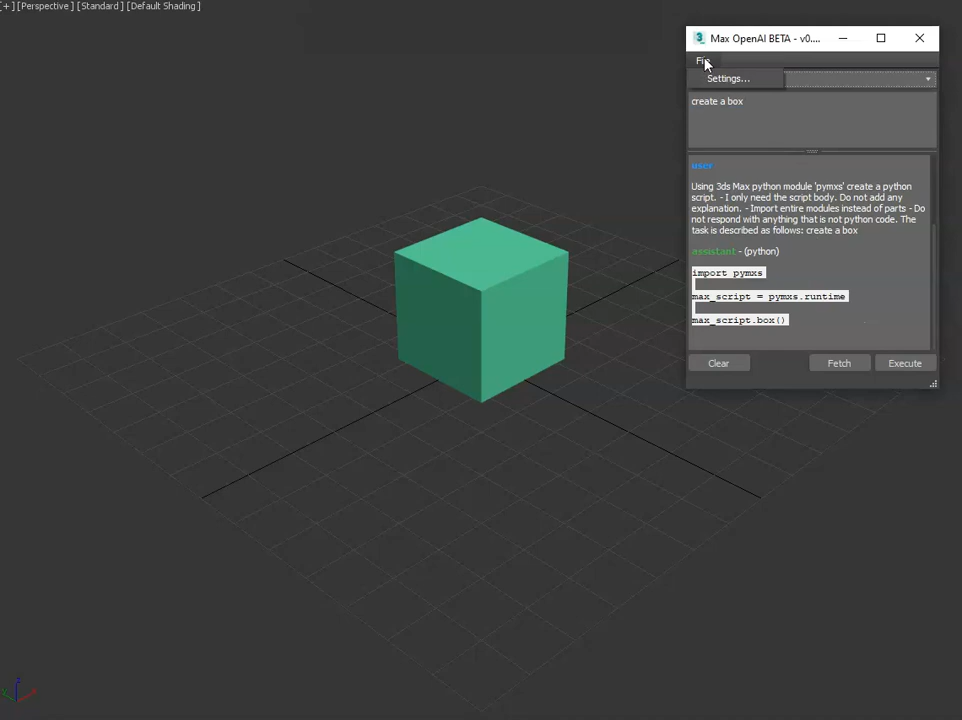 [+] [Perspective] [Standard] [Default Shading]
Max OpenAI BETA - v0....
Settings...
create a box
user
Using 3ds Max python module 'pymxs' create a python
script. - I only need the script body. Do not add any
explanation. - Import entire modules instead of parts - Do
not respond with anything that is not python code. The
task is described as follows: create a box
assistant - (python)
import pymxs
max_script = pymxs.runtime
max_script.box()
Clear
Fetch
Execute